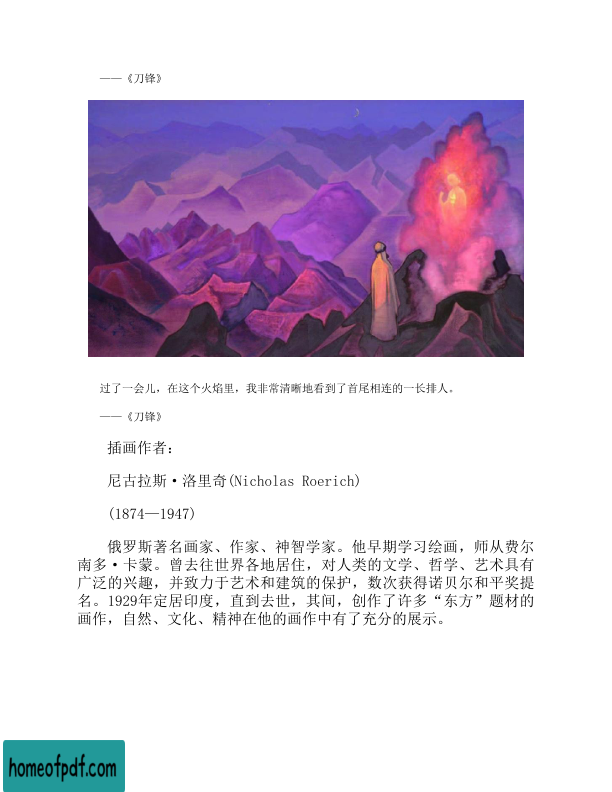 ——《刀锋》
过了一会儿，在这个火焰里，我非常清晰地看到了首尾相连的一长排人。
——《刀锋》
插画作者：
尼古拉斯·洛里奇(Nicholas Roerich)
(1874—1947)
俄罗斯著名画家、作家、神智学家。他早期学习绘画，师从费尔
南多·卡蒙。曾去往世界各地居住，对人类的文学、哲学、艺术具有
广泛的兴趣，并致力于艺术和建筑的保护，数次获得诺贝尔和平奖提
名。1929年定居印度，直到去世，其间，创作了许多“东方”题材的
画作，自然、文化、精神在他的画作中有了充分的展示。
homeofpdf.com